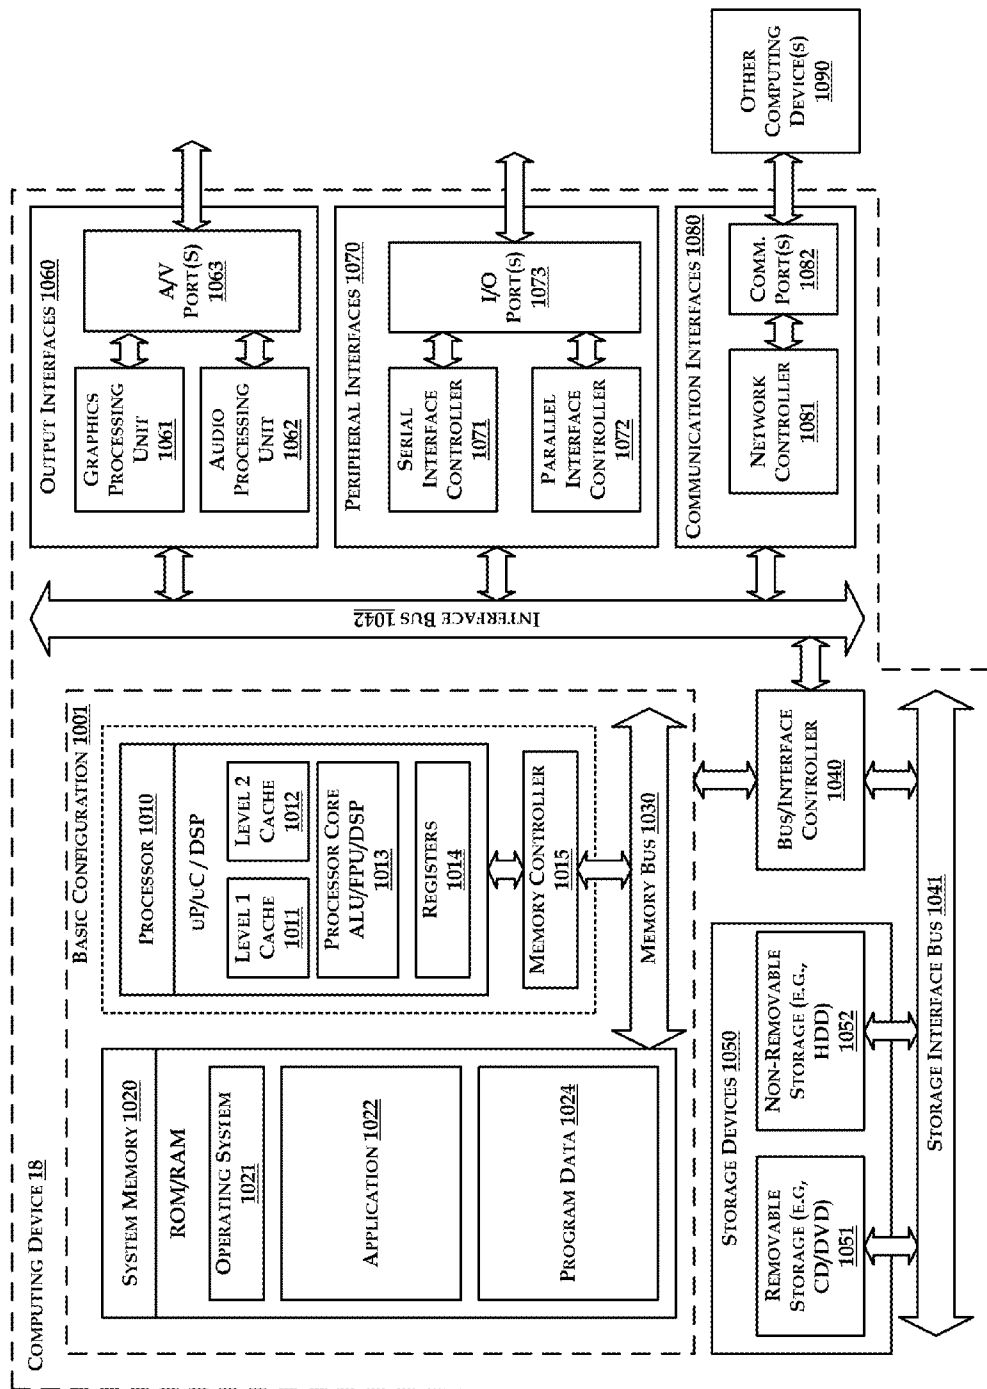 COMPUTING DEVICE 18
BASIC CONFIGURATION 1001
SYSTEM MEMORY 1020
ROM/RAM
OPERATING SYSTEM
1021
APPLICATION
1022
PROGRAM DATA 1024
PROCESSOR 1010
uP/uC / DSP
LEVEL 1
CACHE
1011
LEVEL 2
CACHE
1012
PROCESSOR CORE
ALU/FPU/DSP
1013
REGISTERS
1014
MEMORY CONTROLLER
1015
MEMORY BUS 1030
STORAGE DEVICES 1050
REMOVABLE
STORAGE (E.G,
CD/DVD)
1051
NON-REMOVABLE
STORAGE (E.G.,
HDD)
1052
BUS/INTERFACE
CONTROLLER
1040
STORAGE INTERFACE BUS 1041
INTERFACE BUS 1042
OUTPUT INTERFACES 1060
GRAPHICS
PROCESSING
UNIT
1061
AUDIO
PROCESSING
UNIT
1062
A/V
PORT(S)
1063
PERIPHERAL INTERFACES 1070
SERIAL
INTERFACE
CONTROLLER
1071
PARALLEL
INTERFACE
CONTROLLER
1072
I/O
PORT(S)
1073
COMMUNICATION INTERFACES 1080
NETWORK
CONTROLLER
1081
COMM.
PORT(S)
1082
OTHER
COMPUTING
DEVICE(S)
1090